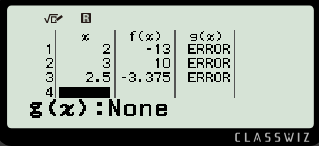 √▱/ R
x f(x) g(x)
1 2 -13 ERROR
2 3 10 ERROR
3 2.5 -3.375 ERROR
4
g(x):None
CLASSWIZ